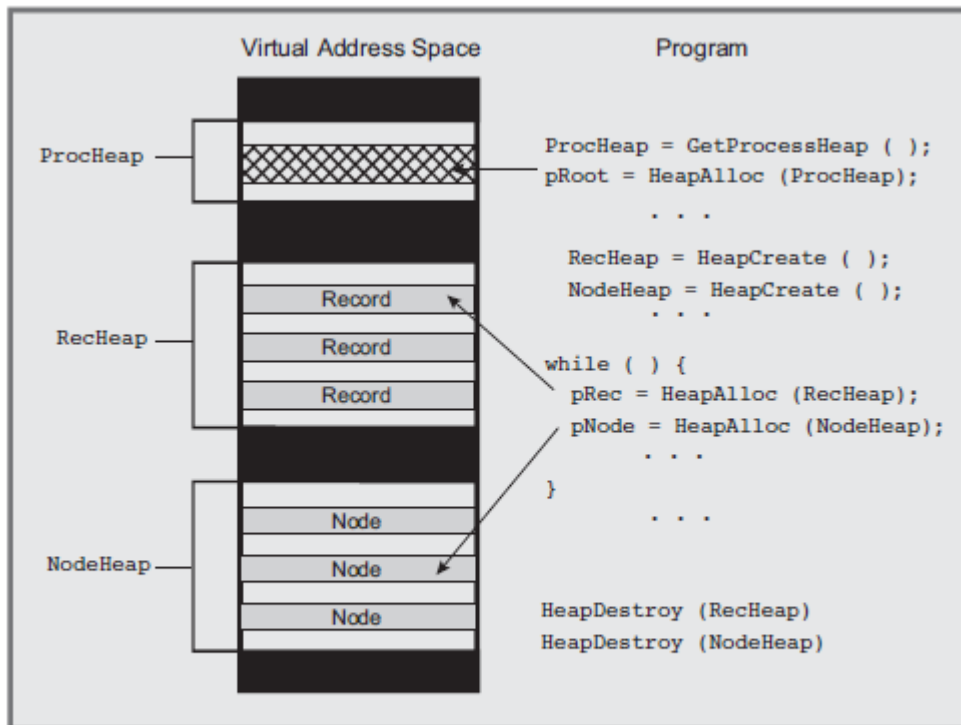 Virtual Address Space
Program
ProcHeap
ProcHeap = GetProcessHeap ( );
pRoot = HeapAlloc (ProcHeap);
. . .
RecHeap = HeapCreate ( );
NodeHeap = HeapCreate ( );
. . .
RecHeap
Record
Record
Record
while ( ) {
pRec = HeapAlloc (RecHeap);
pNode = HeapAlloc (NodeHeap);
. . .
}
. . .
NodeHeap
Node
Node
Node
HeapDestroy (RecHeap)
HeapDestroy (NodeHeap)